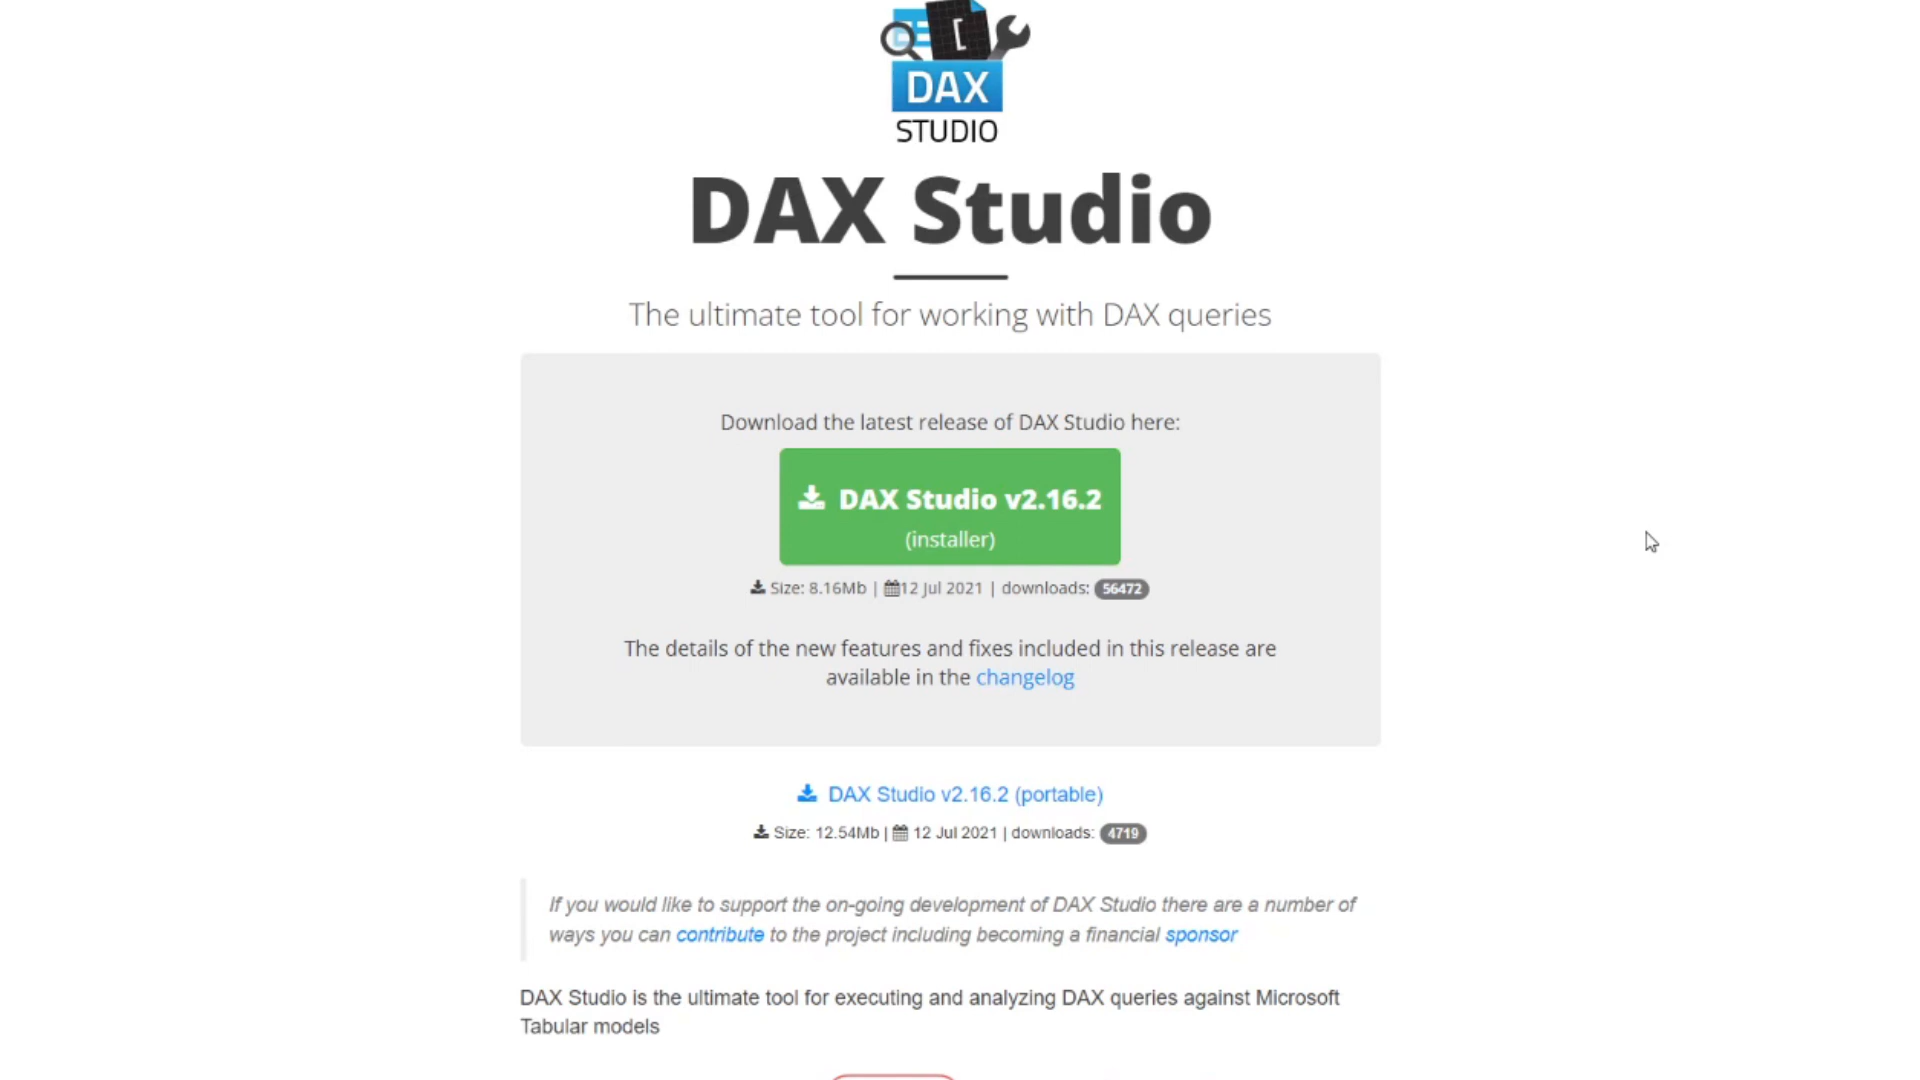 [
DAX
STUDIO
DAX Studio
The ultimate tool for working with DAX queries
Download the latest release of DAX Studio here:
DAX Studio v2.16.2
(installer)
Size: 8.16Mb | 12 Jul 2021 | downloads: 56472
The details of the new features and fixes included in this release are
available in the changelog
DAX Studio v2.16.2 (portable)
Size: 12.54Mb | 12 Jul 2021 | downloads: 4719
If you would like to support the on-going development of DAX Studio there are a number of
ways you can contribute to the project including becoming a financial sponsor
DAX Studio is the ultimate tool for executing and analyzing DAX queries against Microsoft
Tabular models